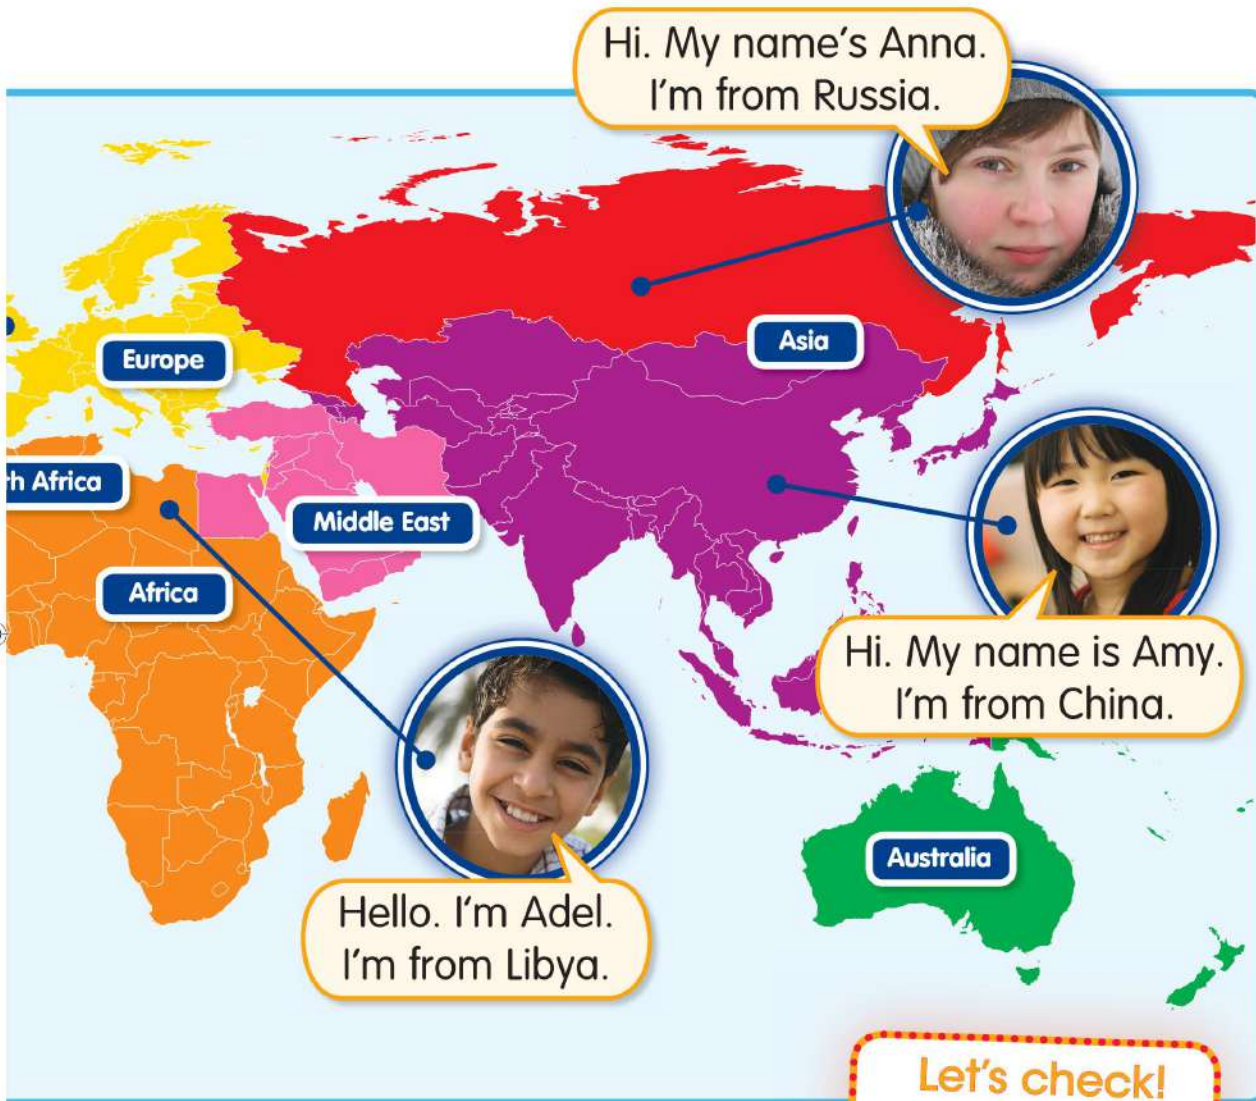 Hi. My name's Anna.
I'm from Russia.
Asia
Europe
th Africa
Middle East
Africa
Hi. My name is Amy.
I'm from China.
Australia
Hello. I'm Adel.
I'm from Libya.
Let's check!